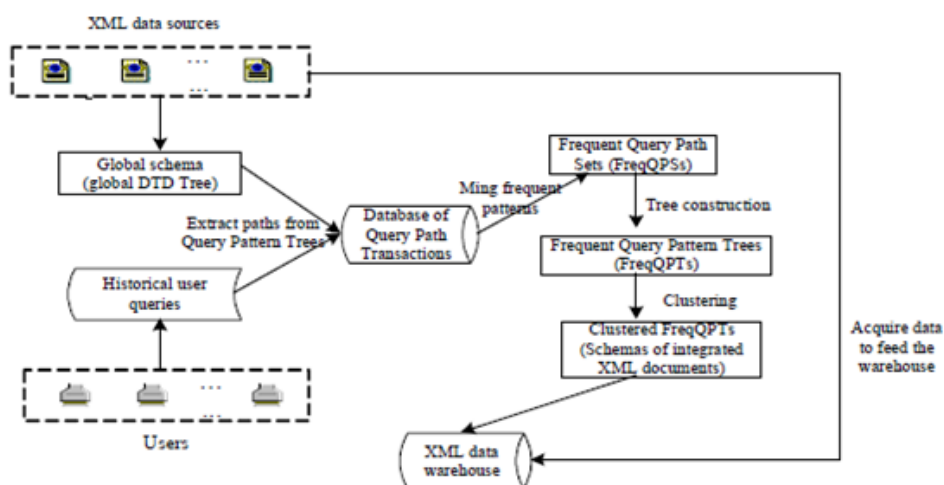 XML data sources
...
...
Global schema
(global DTD Tree)
Extract paths from
Query Pattern Trees
Historical user
queries
...
...
Users
Database of
Query Path
Transactions
Ming frequent
patterns
Frequent Query Path
Sets (FreqQPSs)
Tree construction
Frequent Query Pattern Trees
(FreqQPTs)
Clustering
Clustered FreqQPTs
(Schemas of integrated
XML documents)
XML data
warehouse
Acquire data
to feed the
warehouse